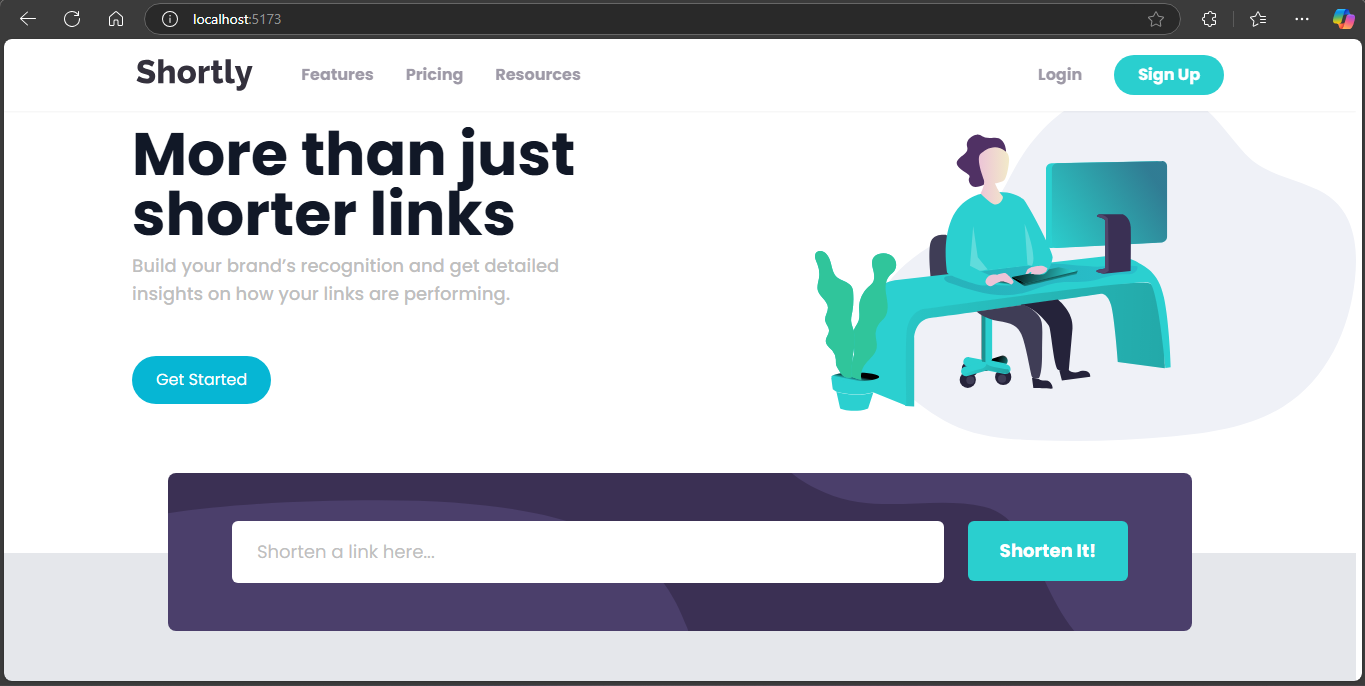 localhost:5173
Shortly
Features
Pricing
Resources
Login
Sign Up
More than just
shorter links
Build your brand’s recognition and get detailed
insights on how your links are performing.
Get Started
Shorten a link here...
Shorten It!